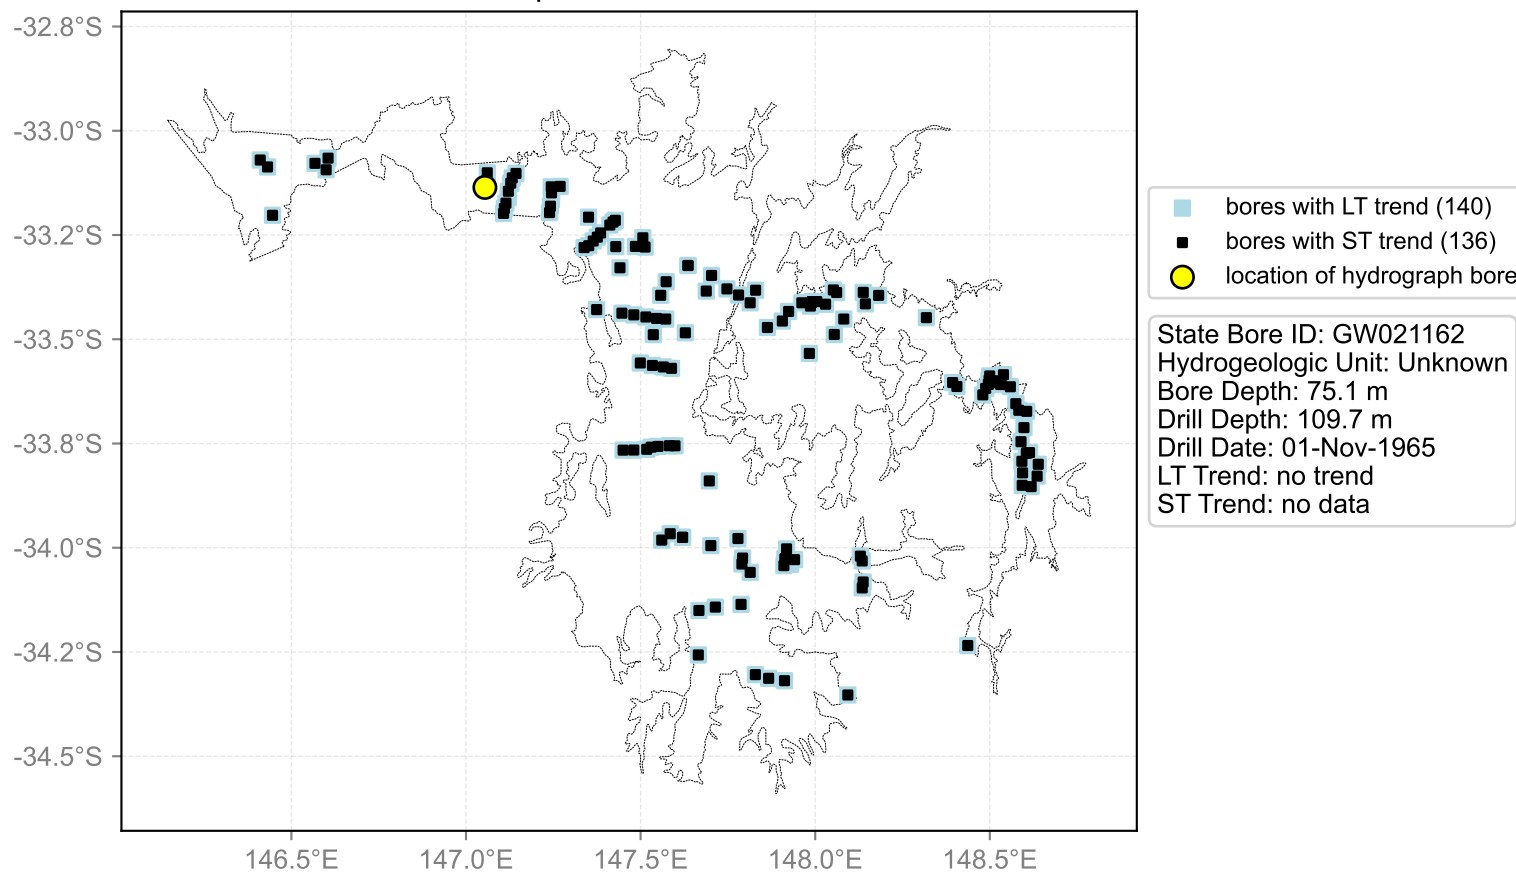 -32.8°S
-33.0°S
-33.2°S
-33.5°S
-33.8°S
-34.0°S
-34.2°S
-34.5°S
146.5°E
147.0°E
147.5°E
148.0°E
148.5°E
bores with LT trend (140)
bores with ST trend (136)
location of hydrograph bore
State Bore ID: GW021162
Hydrogeologic Unit: Unknown
Bore Depth: 75.1 m
Drill Depth: 109.7 m
Drill Date: 01-Nov-1965
LT Trend: no trend
ST Trend: no data